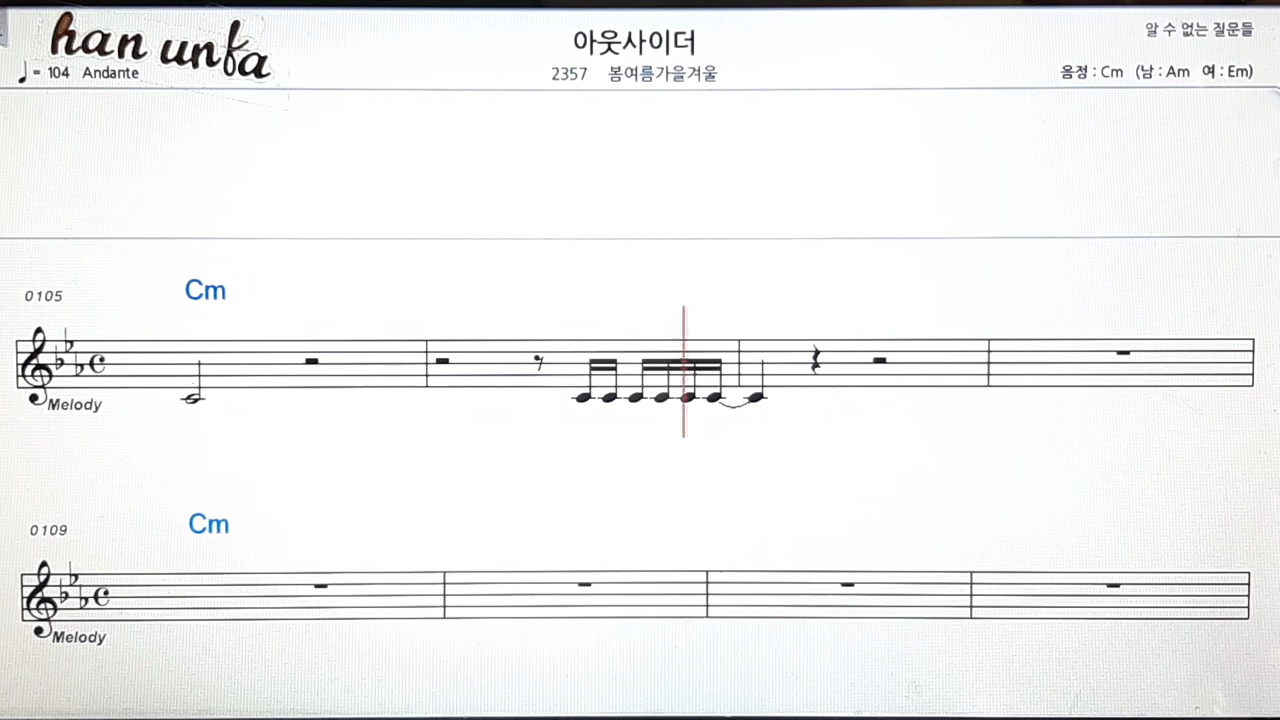 han unfa
♩= 104 Andante
아웃사이더
2357 봄여름가을겨울
알 수 없는 질문들
음정 : Cm (남 : Am 여 : Em)
0105
Cm
Melody
0109
Cm
Melody